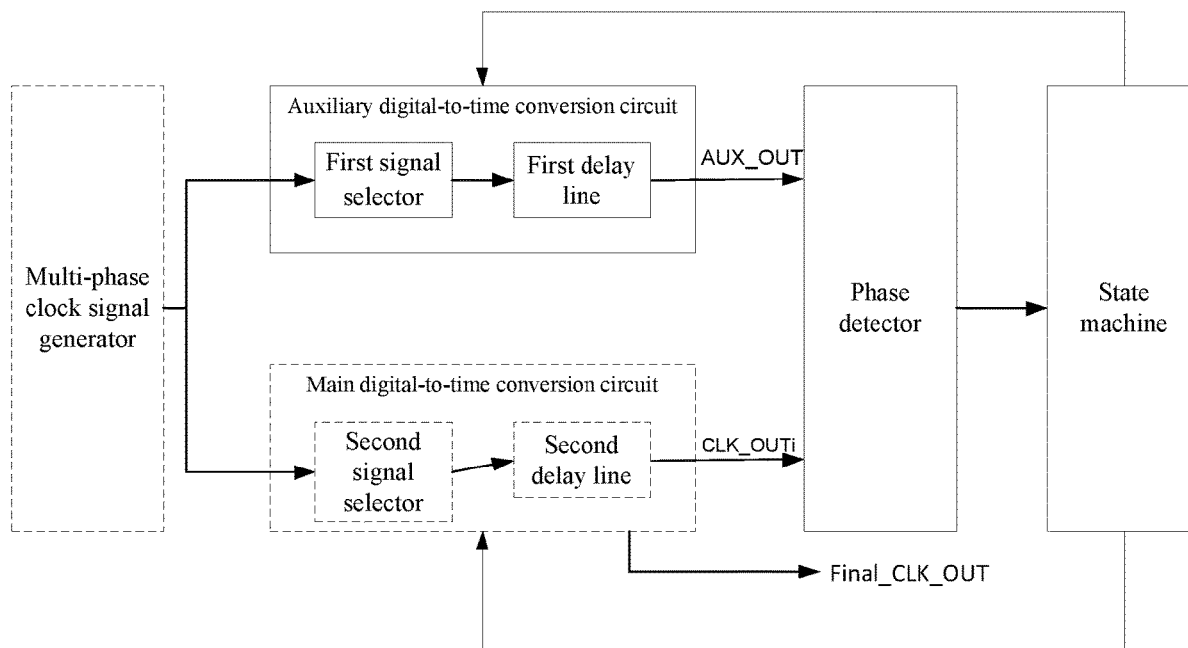 Auxiliary digital-to-time conversion circuit
First signal
selector
First delay
line
AUX_OUT
Multi-phase
clock signal
generator
Phase
detector
State
machine
Main digital-to-time conversion circuit
Second
signal
selector
Second
delay line
CLK_OUTi
Final_CLK_OUT